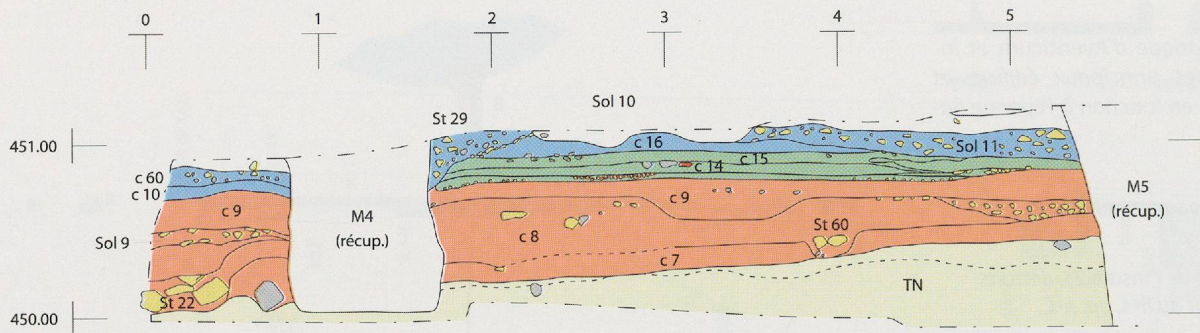 0 1 2 3 4 5
Sol 10
St 29
451.00
c 16
Sol 11
c 15
c 14
c 60
c 10
M5
(récup.)
c 9
c 9
M4
(récup.)
St 60
c 8
Sol 9
c 7
TN
St 22
450.00